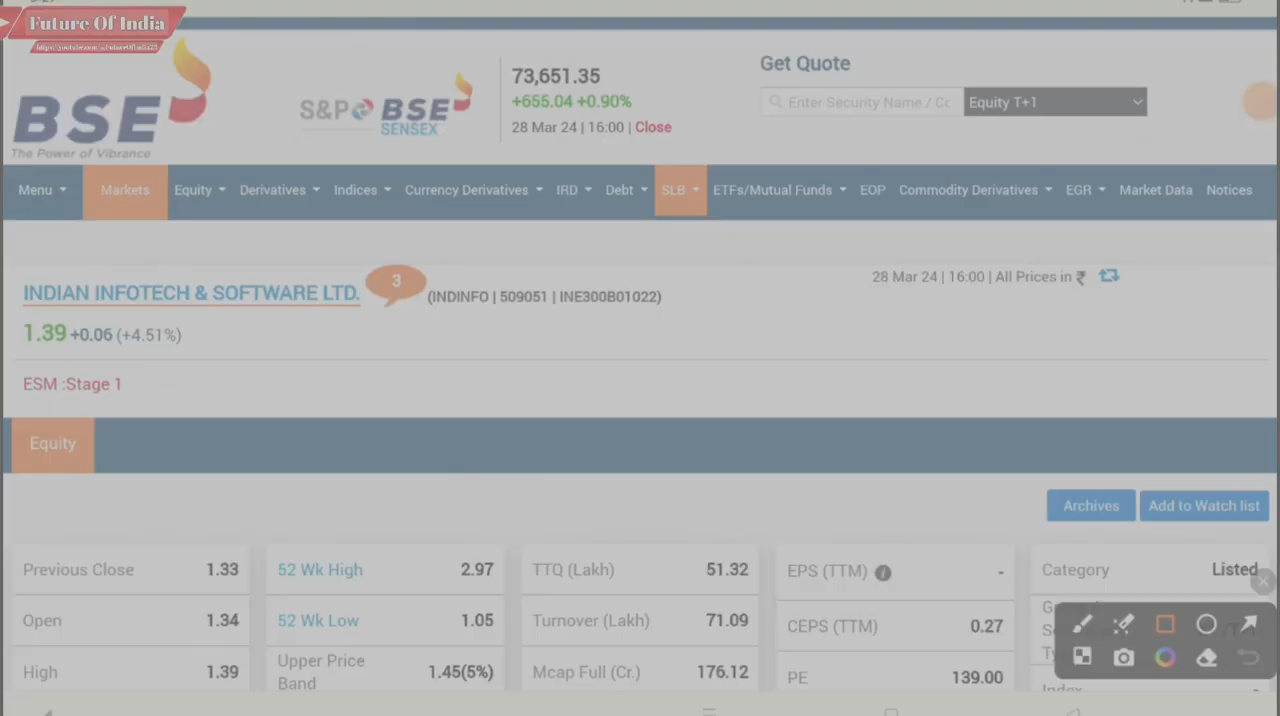 Future Of India
BSE
The Power of Vibrance
S&P BSE
SENSEX
73,651.35
+655.04 +0.90%
28 Mar 24 | 16:00 | Close
Get Quote
Enter Security Name / Cc
Equity T+1
Menu Markets Equity Derivatives Indices Currency Derivatives IRD Debt SLB ETFs/Mutual Funds EOP Commodity Derivatives EGR Market Data Notices
INDIAN INFOTECH & SOFTWARE LTD. 3 (INDINFO | 509051 | INE300B01022)
28 Mar 24 | 16:00 | All Prices in ₹
1.39 +0.06 (+4.51%)
ESM :Stage 1
Equity
Archives
Add to Watch list
Previous Close 1.33
Open 1.34
High 1.39
52 Wk High 2.97
52 Wk Low 1.05
Upper Price
Band 1.45(5%)
TTQ (Lakh) 51.32
Turnover (Lakh) 71.09
Mcap Full (Cr.) 176.12
EPS (TTM) -
CEPS (TTM) 0.27
PE 139.00
Category Listed